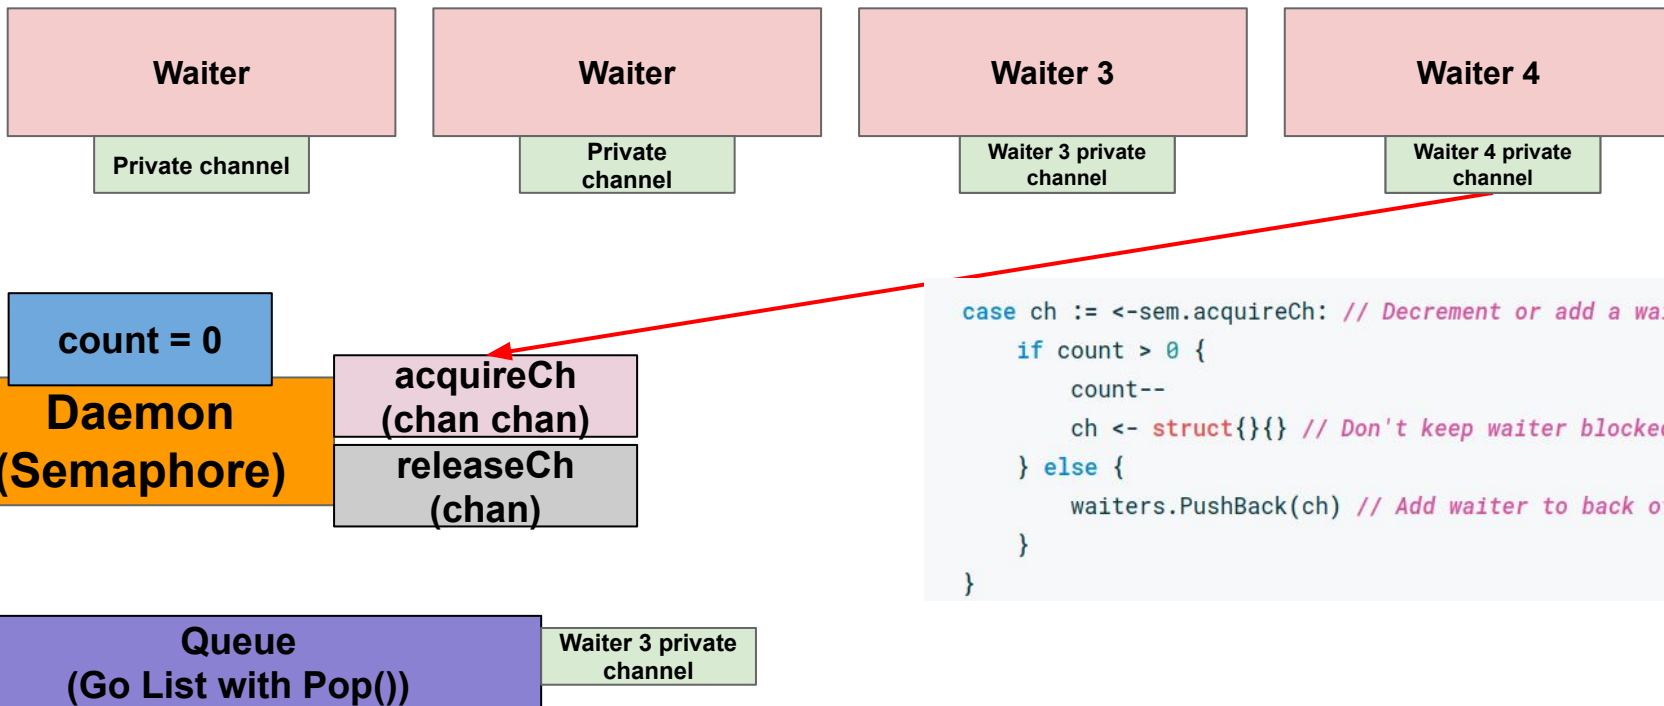 Waiter
Waiter
Waiter 3
Waiter 4
Private channel
Private
channel
Waiter 3 private
channel
Waiter 4 private
channel
count = 0
Daemon
(Semaphore)
acquireCh
(chan chan)
releaseCh
(chan)
case ch := <-sem.acquireCh: // Decrement or add a
if count > 0 {
count--
ch <- struct{}{} // Don't keep waiter blocked
} else {
waiters.PushBack(ch) // Add waiter to back
}
}
Queue
(Go List with Pop())
Waiter 3 private
channel